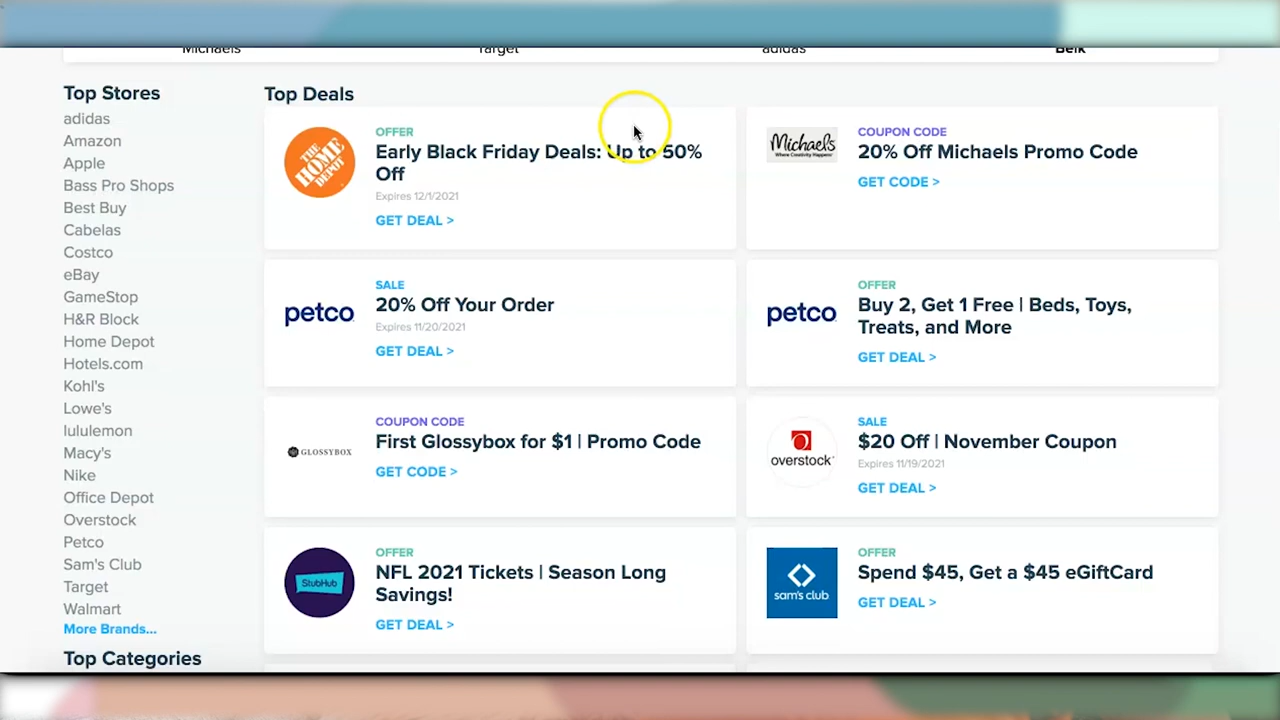 Michaels
Target
adidas
Belk
Top Stores
adidas
Amazon
Apple
Bass Pro Shops
Best Buy
Cabelas
Costco
eBay
GameStop
H&R Block
Home Depot
Hotels.com
Kohl's
Lowe's
lululemon
Macy's
Nike
Office Depot
Overstock
Petco
Sam's Club
Target
Walmart
More Brands...
Top Categories
Top Deals
THE
HOME
DEPOT
OFFER
Early Black Friday Deals: Up to 50%
Off
Expires 12/1/2021
GET DEAL >
Michaels
Where Creativity Happens
COUPON CODE
20% Off Michaels Promo Code
GET CODE >
petco
SALE
20% Off Your Order
Expires 11/20/2021
GET DEAL >
petco
OFFER
Buy 2, Get 1 Free | Beds, Toys,
Treats, and More
GET DEAL >
GLOSSYBOX
COUPON CODE
First Glossybox for $1 | Promo Code
GET CODE >
overstock
SALE
$20 Off | November Coupon
Expires 11/19/2021
GET DEAL >
StubHub
OFFER
NFL 2021 Tickets | Season Long
Savings!
GET DEAL >
sam's club
OFFER
Spend $45, Get a $45 eGiftCard
GET DEAL >